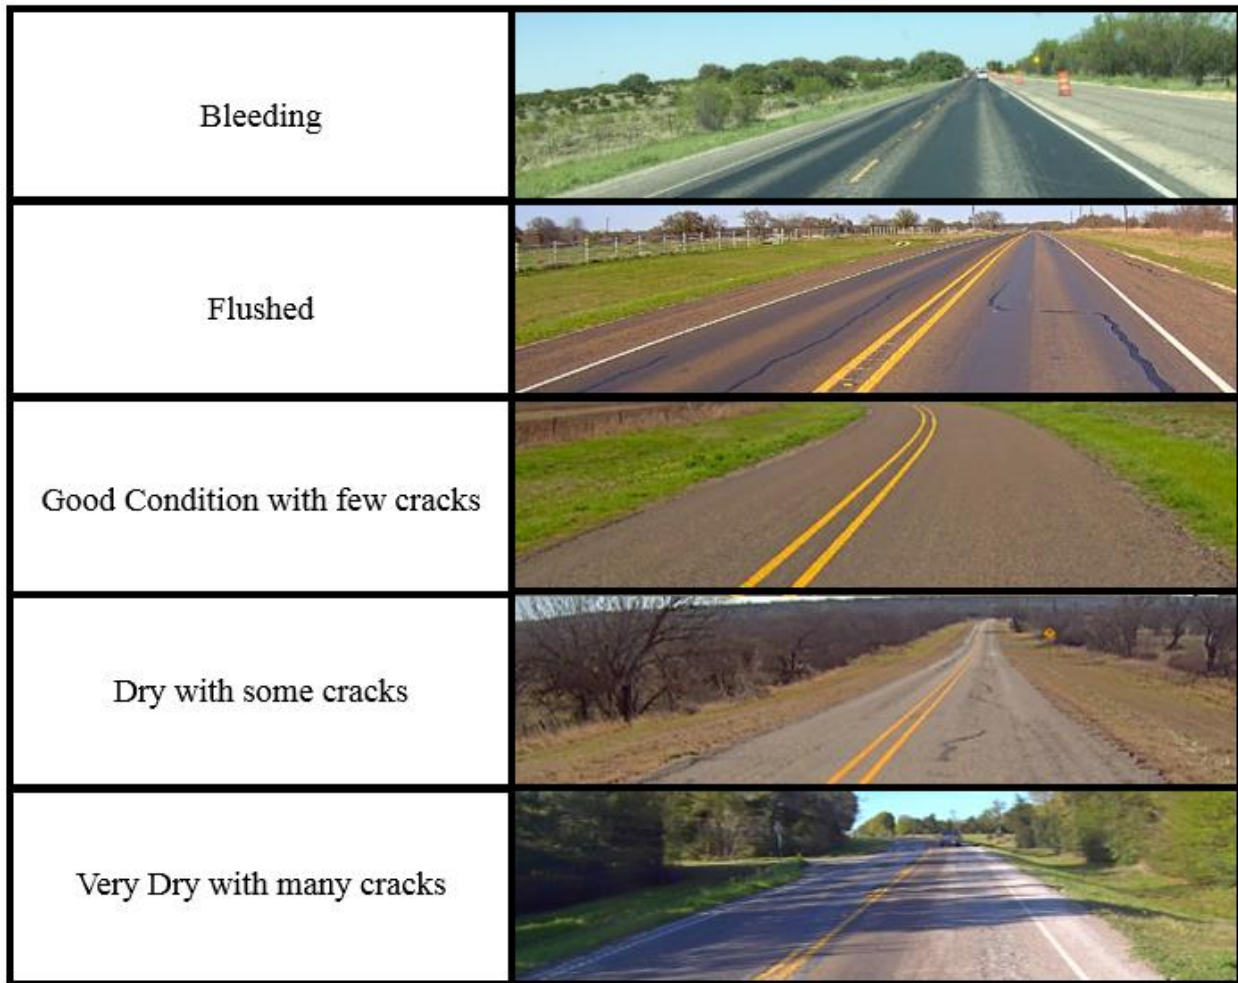 Bleeding
Flushed
Good Condition with few cracks
Dry with some cracks
Very Dry with many cracks